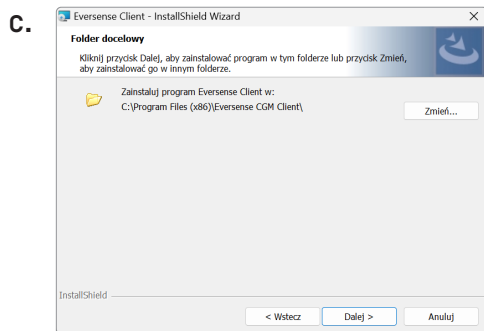 c.
Eversense Client - InstallShield Wizard
Folder docelowy
Kliknij przycisk Dalej, aby zainstalować program w tym folderze lub przycisk Zmień,
aby zainstalować go w innym folderze.
Zainstaluj program Eversense Client w:
C:\Program Files (x86)\Eversense CGM Client\
Zmień...
InstallShield
< Wstecz
Dalej >
Anuluj